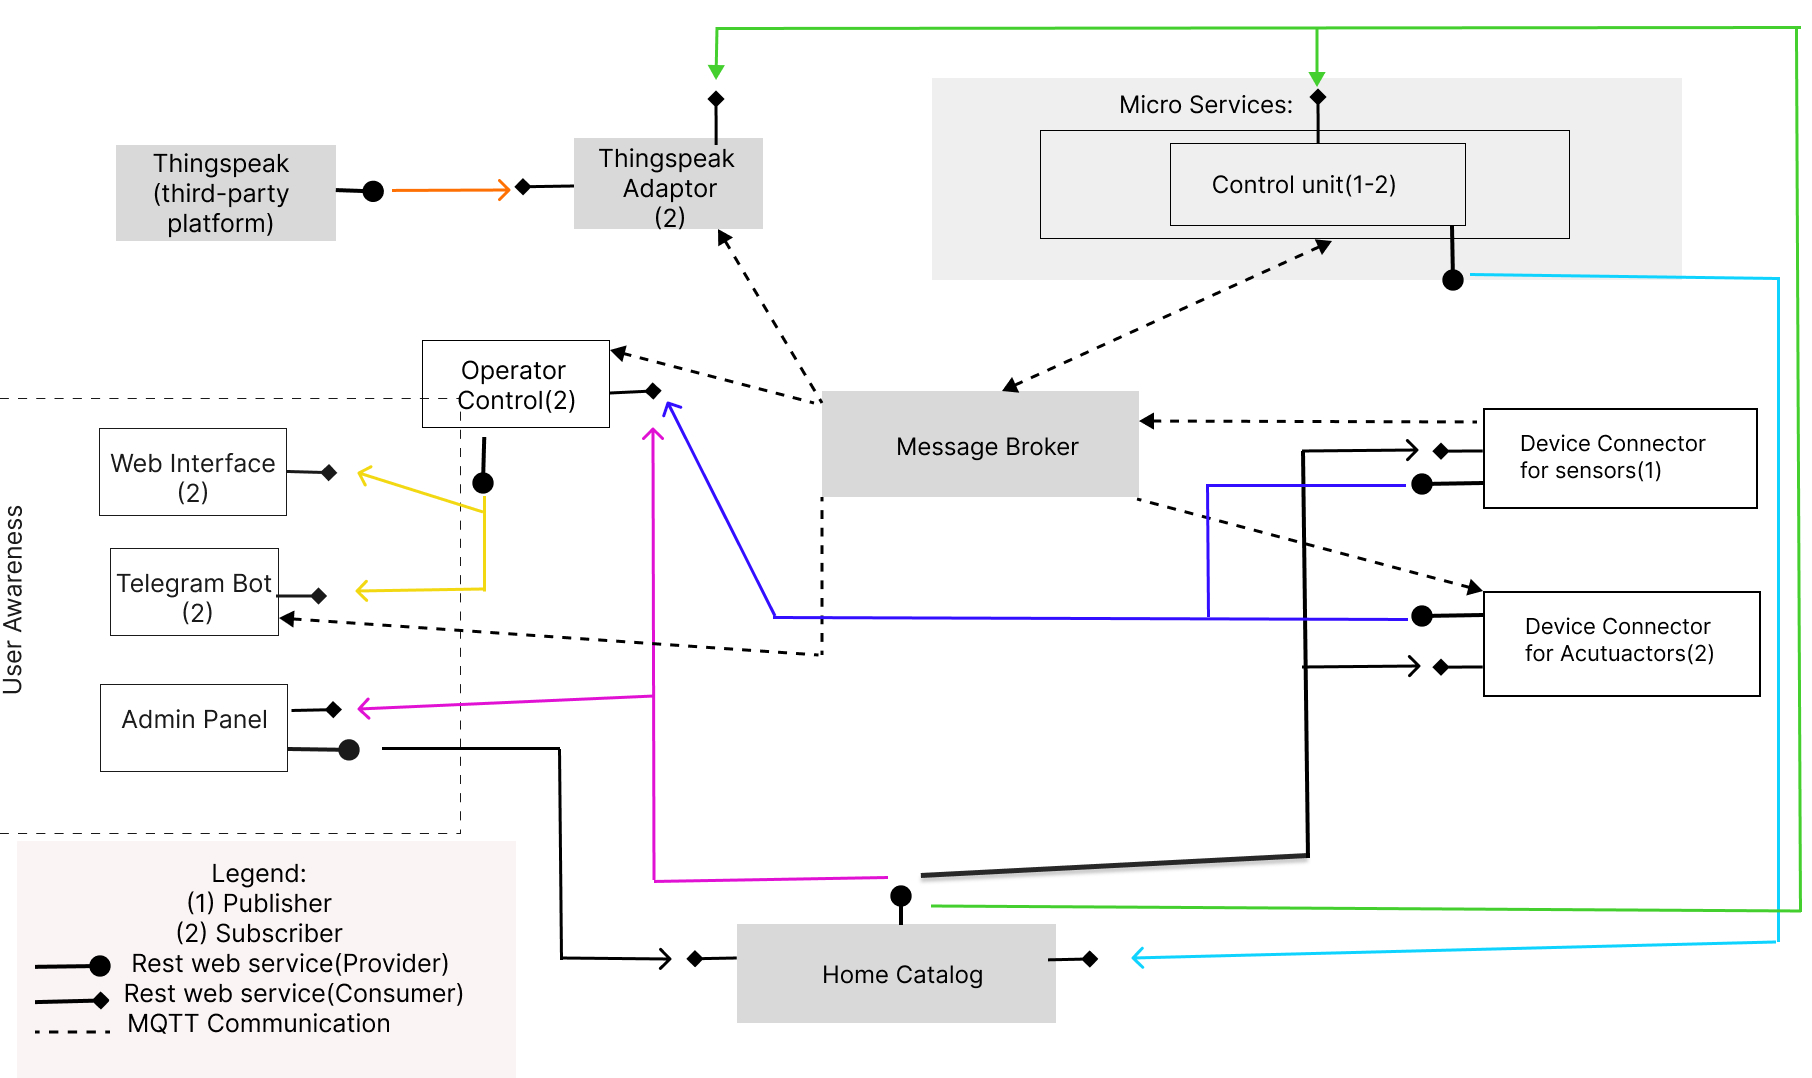 Micro Services:
Thingspeak
(third-party
platform)
Thingspeak
Adaptor
(2)
Control unit(1-2)
Operator
Control(2)
Message Broker
Device Connector
for sensors(1)
Web Interface
(2)
User Awareness
Telegram Bot
(2)
Device Connector
for Acutuactors(2)
Admin Panel
Legend:
(1) Publisher
(2) Subscriber
Rest web service(Provider)
Rest web service(Consumer)
MQTT Communication
Home Catalog